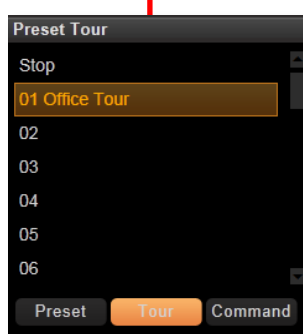 Preset Tour
Stop
01 Office Tour
02
03
04
05
06
Preset Tour Command